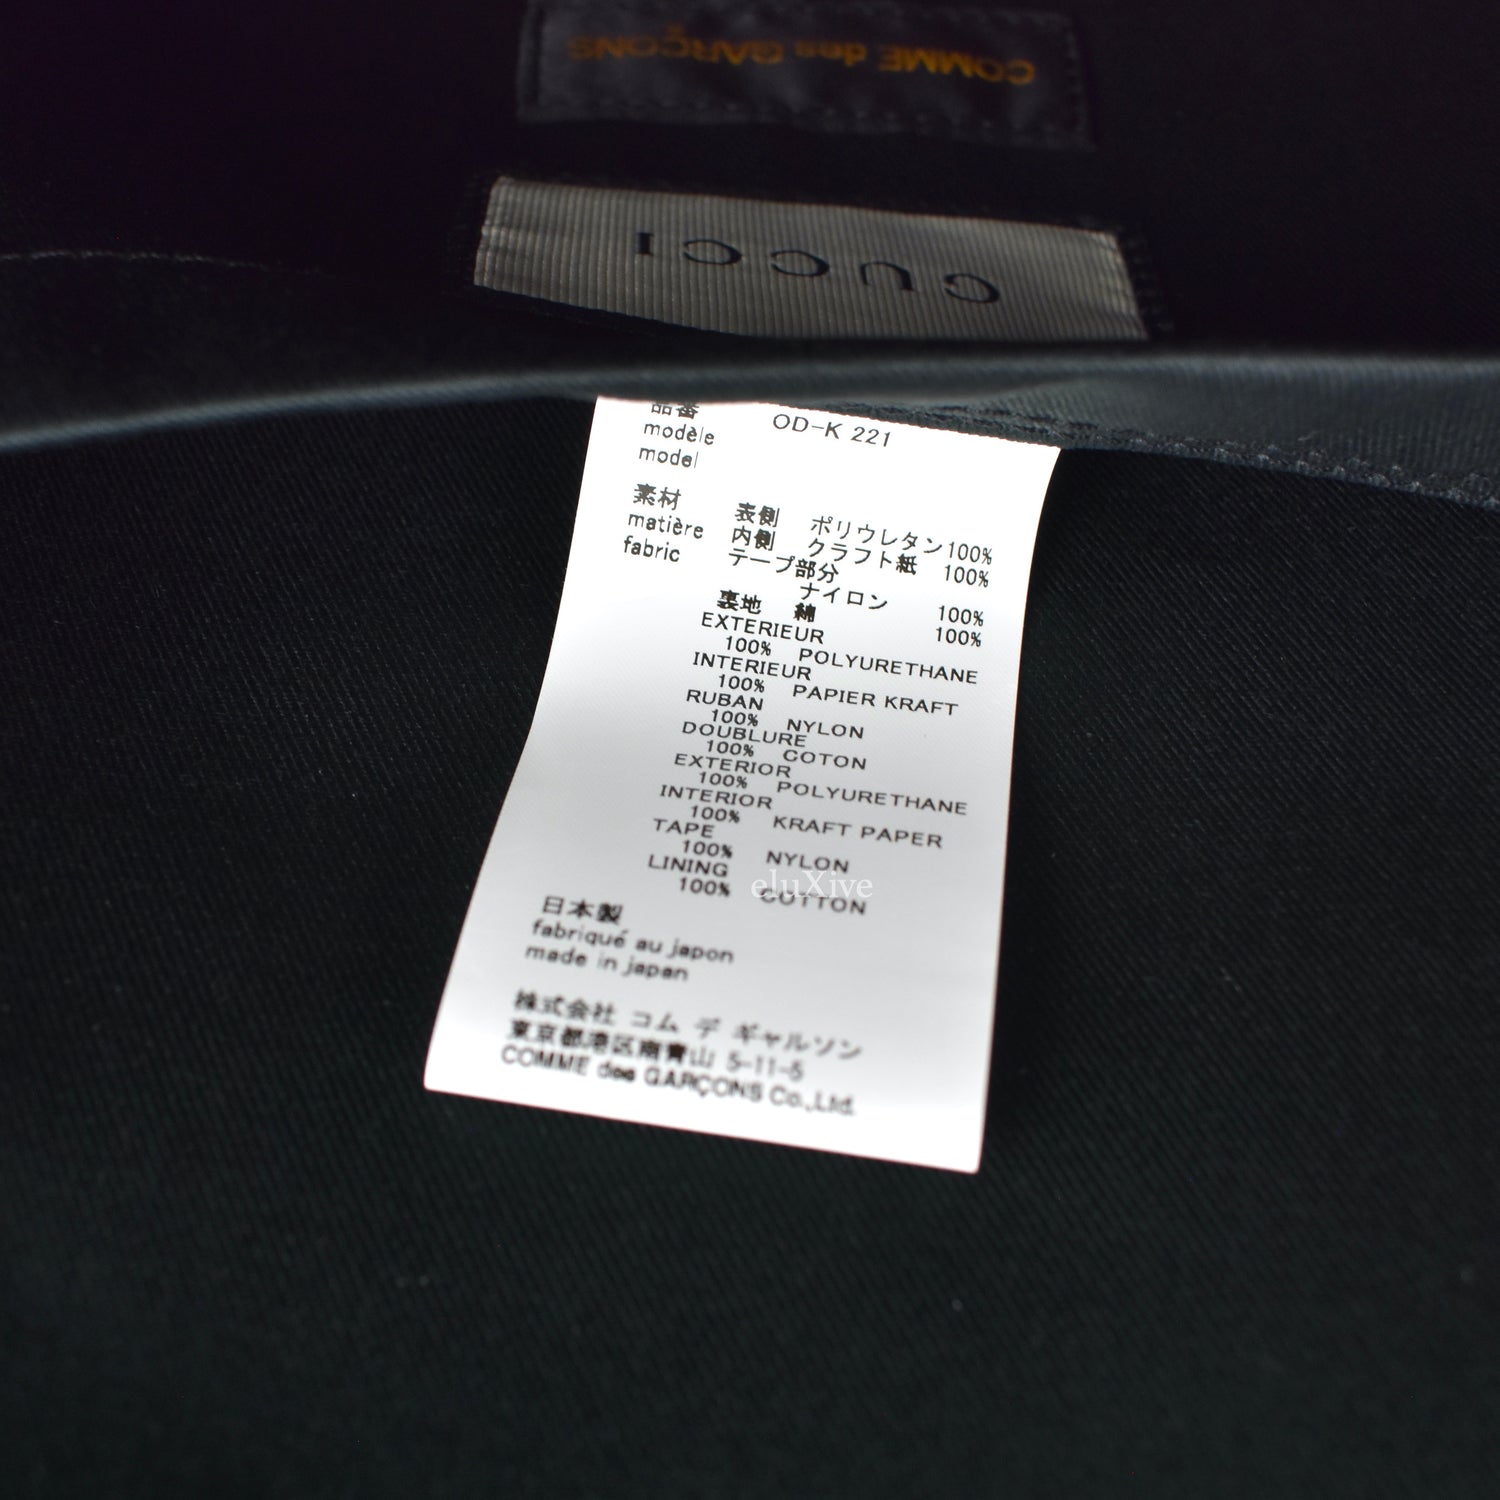 COMME des GARÇONS
GUCCI
品番
modèle
model
OD-K 221
素材
matière
fabric
表側 ポリウレタン100%
内側 クラフト紙 100%
テープ部分
ナイロン 100%
裏地 綿 100%
EXTERIEUR
100% POLYURETHANE
INTERIEUR
100% PAPIER KRAFT
RUBAN
100% NYLON
DOUBLURE
100% COTON
EXTERIOR
100% POLYURETHANE
INTERIOR
100% KRAFT PAPER
TAPE
100% NYLON
LINING
100% COTTON
eluXive
日本製
fabriqué au japon
made in japan
株式会社 コム デ ギャルソン
東京都港区南青山 5-11-5
COMME des GARÇONS Co.,Ltd.